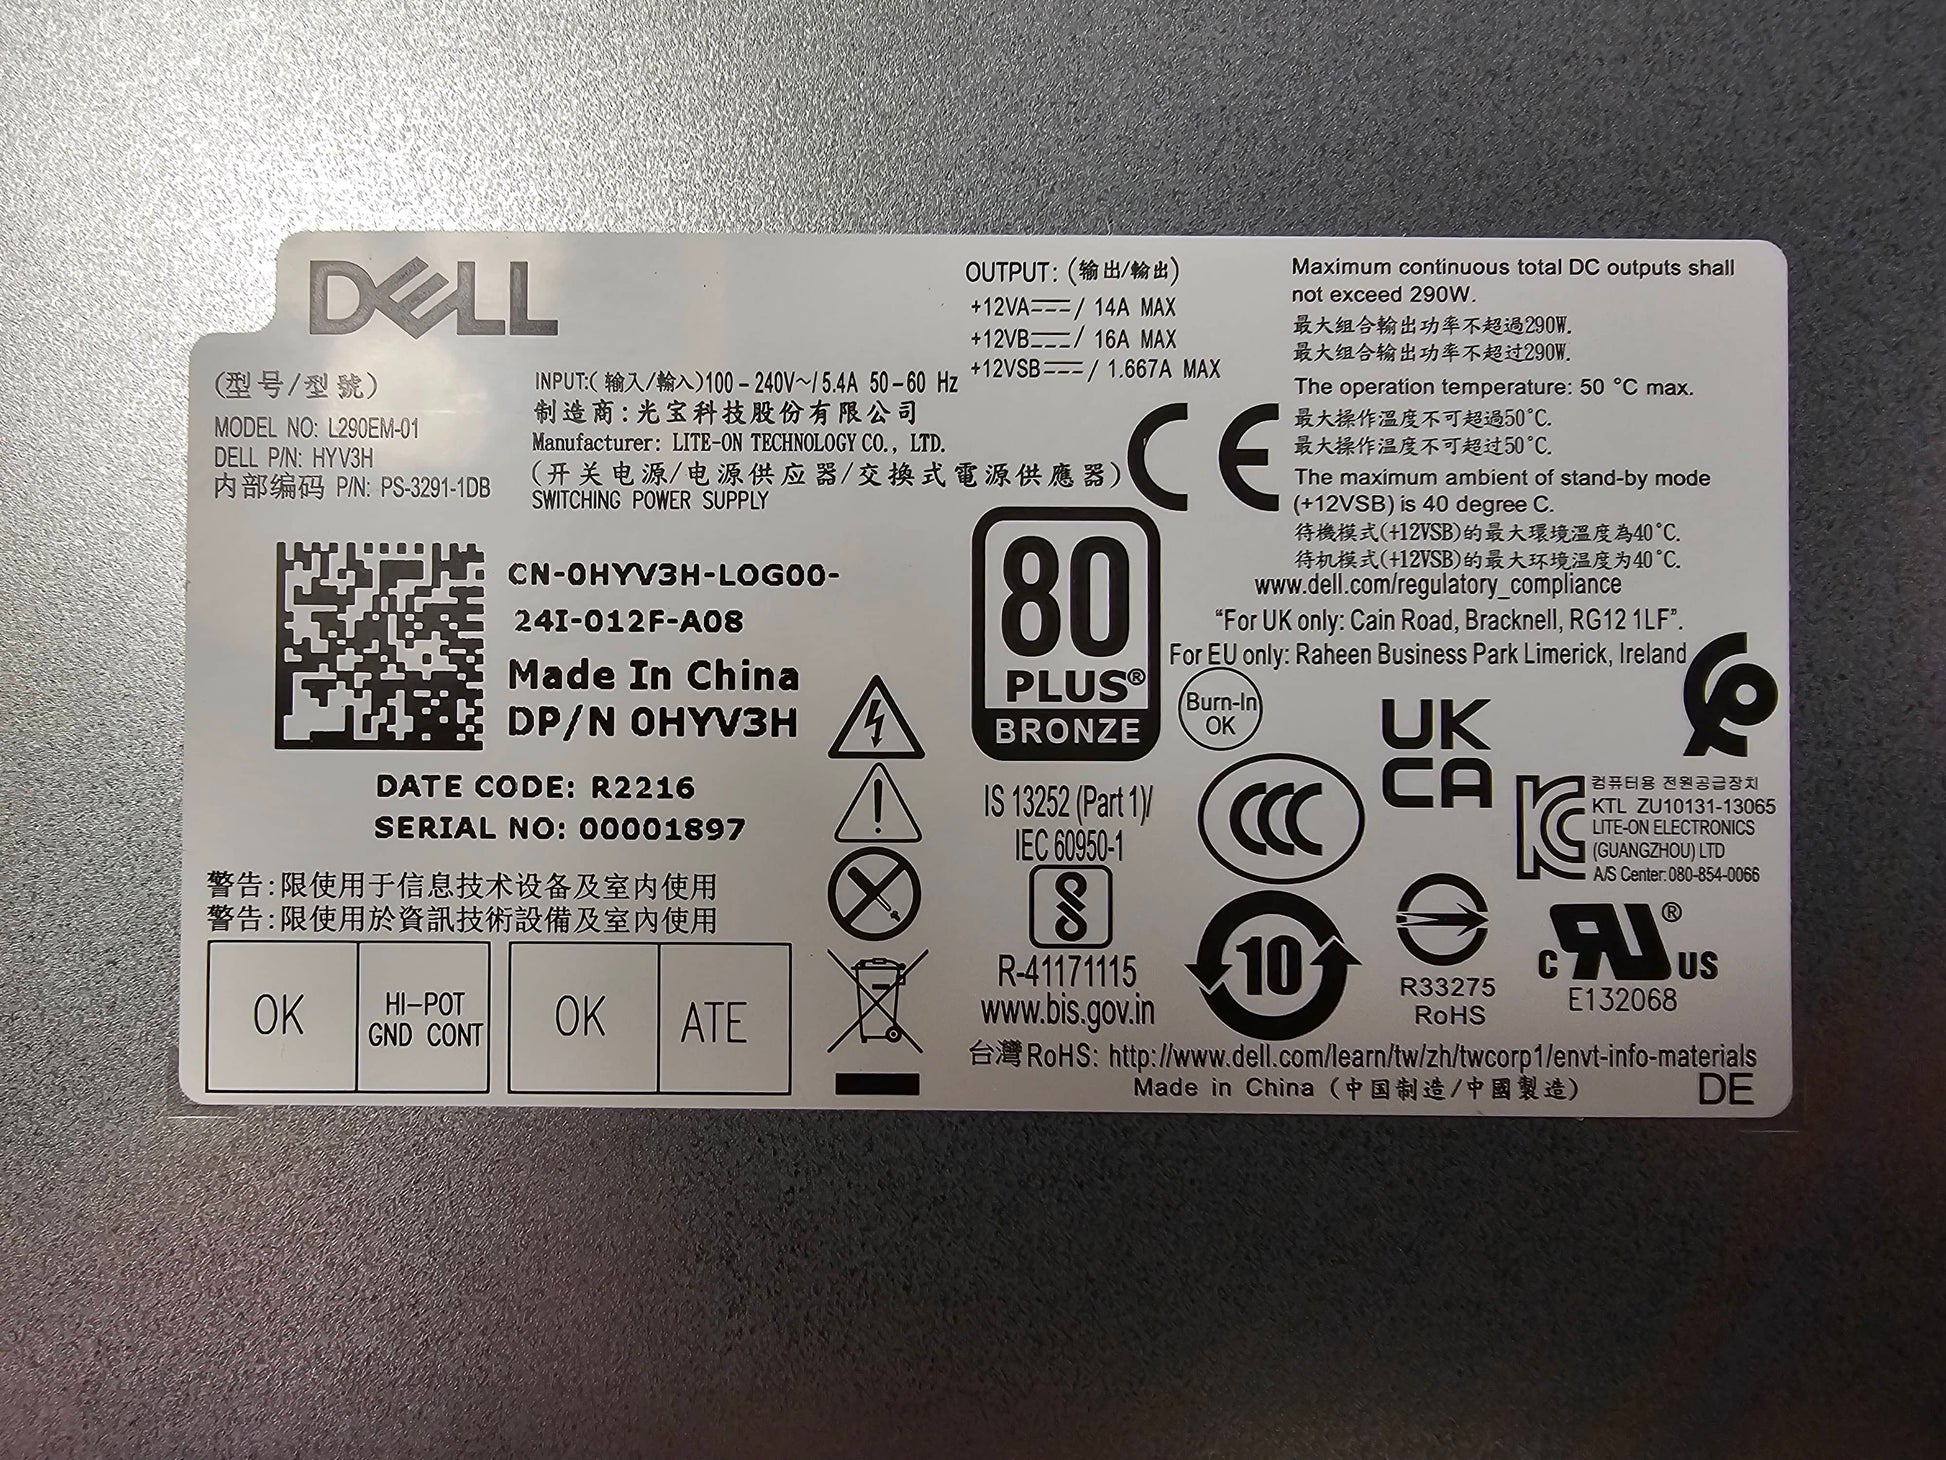 DELL
(型号/型號)
MODEL NO: L290EM-01
DELL P/N: HYV3H
内部编码 P/N: PS-3291-1DB
INPUT:(输入/輸入)100-240V~/5.4A 50-60 Hz
制造商:光宝科技股份有限公司
Manufacturer: LITE-ON TECHNOLOGY CO., LTD.
(开关电源/电源供应器/交换式電源供應器)
SWITCHING POWER SUPPLY
OUTPUT: (输出/輸出)
+12VA⎓/ 14A MAX
+12VB⎓/ 16A MAX
+12VSB⎓/ 1.667A MAX
Maximum continuous total DC outputs shall
not exceed 290W.
最大组合輸出功率不超過290W.
最大组合输出功率不超过290W.
The operation temperature: 50 °C max.
最大操作温度不可超過50°C.
最大操作温度不可超过50°C.
The maximum ambient of stand-by mode
(+12VSB) is 40 degree C.
待機模式(+12VSB)的最大環境溫度為40°C.
待机模式(+12VSB)的最大环境温度为40°C.
www.dell.com/regulatory_compliance
"For UK only: Cain Road, Bracknell, RG12 1LF".
For EU only: Raheen Business Park Limerick, Ireland
CE
CN-0HYV3H-LOG00-
24I-012F-A08
Made In China
DP/N 0HYV3H
DATE CODE: R2216
SERIAL NO: 00001897
警告:限使用于信息技术设备及室内使用
警告:限使用於資訊技術設備及室內使用
OK
HI-POT
GND CONT
OK
ATE
80
PLUS®
BRONZE
Burn-In
OK
IS 13252 (Part 1)/
IEC 60950-1
R-41171115
www.bis.gov.in
CCC
10
UK
CA
컴퓨터용 전원공급장치
KTL ZU10131-13065
LITE-ON ELECTRONICS
(GUANGZHOU) LTD
A/S Center: 080-854-0066
R33275
RoHS
c RU® US
E132068
台灣RoHS: http://www.dell.com/learn/tw/zh/twcorp1/envt-info-materials
Made in China (中国制造/中國製造)
DE